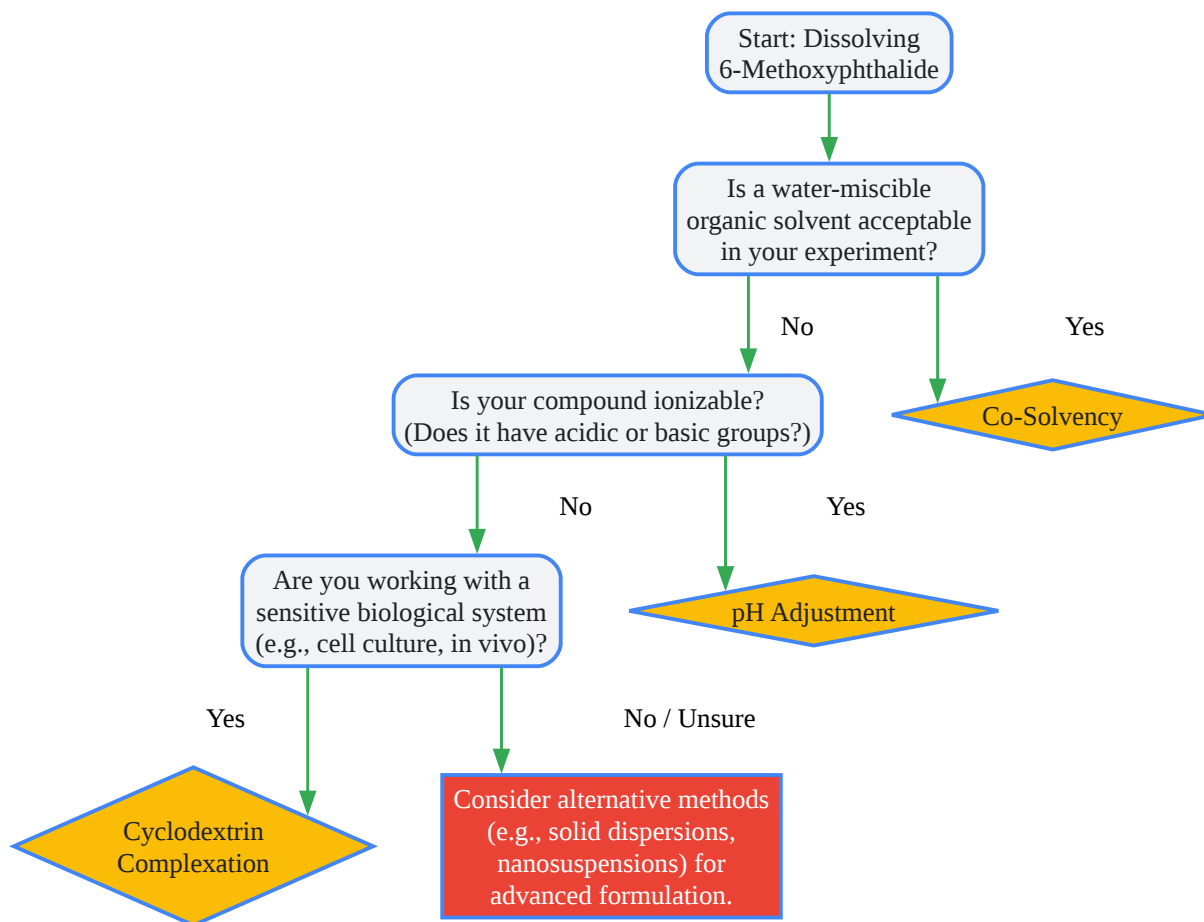 Start: Dissolving
6-Methoxyphthalide
Is a water-miscible
organic solvent acceptable
in your experiment?
No
Yes
Is your compound ionizable?
(Does it have acidic or basic groups?)
Co-Solvency
No
Yes
Are you working with a
sensitive biological system
(e.g., cell culture, in vivo)?
pH Adjustment
Yes
No / Unsure
Cyclodextrin
Complexation
Consider alternative methods
(e.g., solid dispersions,
nanosuspensions) for
advanced formulation.